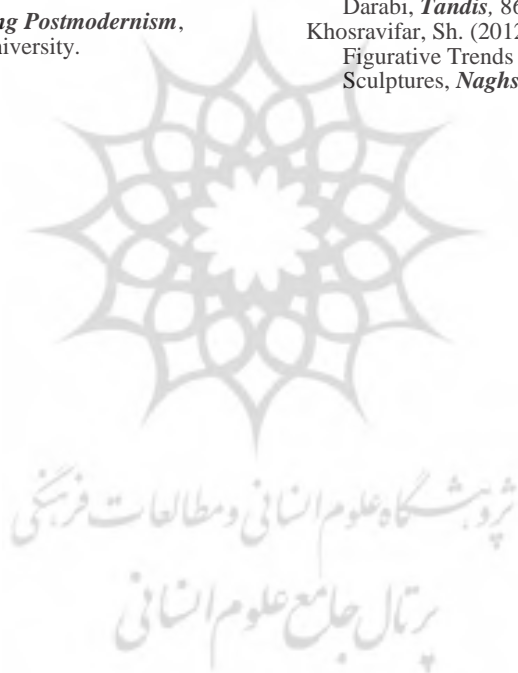 ng Postmodernism,
niversity.
Darabi, Tandis, 86
Khosravifar, Sh. (2012
Figurative Trends
Sculptures, Naghs
پژوهشگاه علوم انسانی و مطالعات فرهنگی
پرتال جامع علوم انسانی